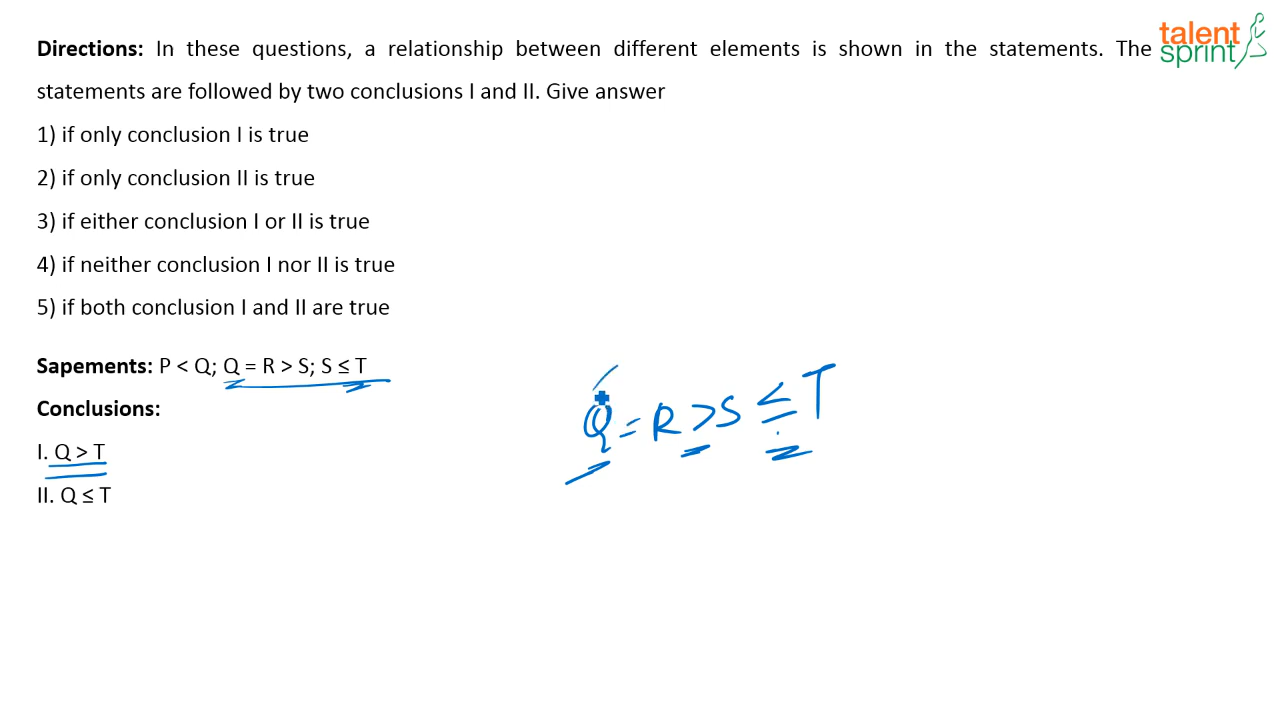 talent
sprint
Directions: In these questions, a relationship between different elements is shown in the statements. The
statements are followed by two conclusions I and II. Give answer
1) if only conclusion I is true
2) if only conclusion II is true
3) if either conclusion I or II is true
4) if neither conclusion I nor II is true
5) if both conclusion I and II are true
Sapements: P < Q; Q = R > S; S ≤ T
Conclusions:
I. Q > T
II. Q ≤ T
Q = R > S ≤ T